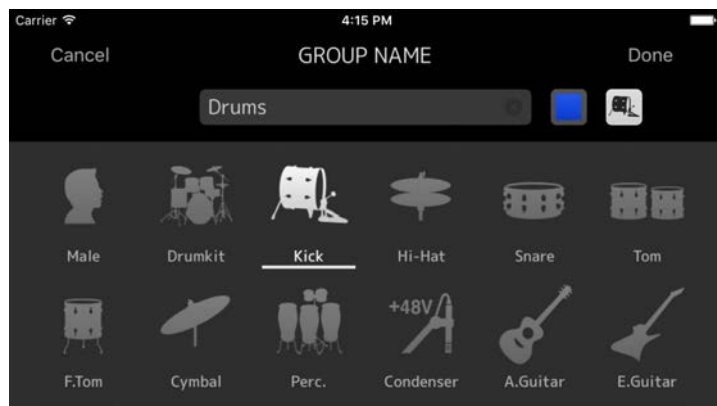 Carrier 4:15 PM
Cancel GROUP NAME Done
Drums
Male Drumkit Kick Hi-Hat Snare Tom
+48V
F.Tom Cymbal Perc. Condenser A.Guitar E.Guitar